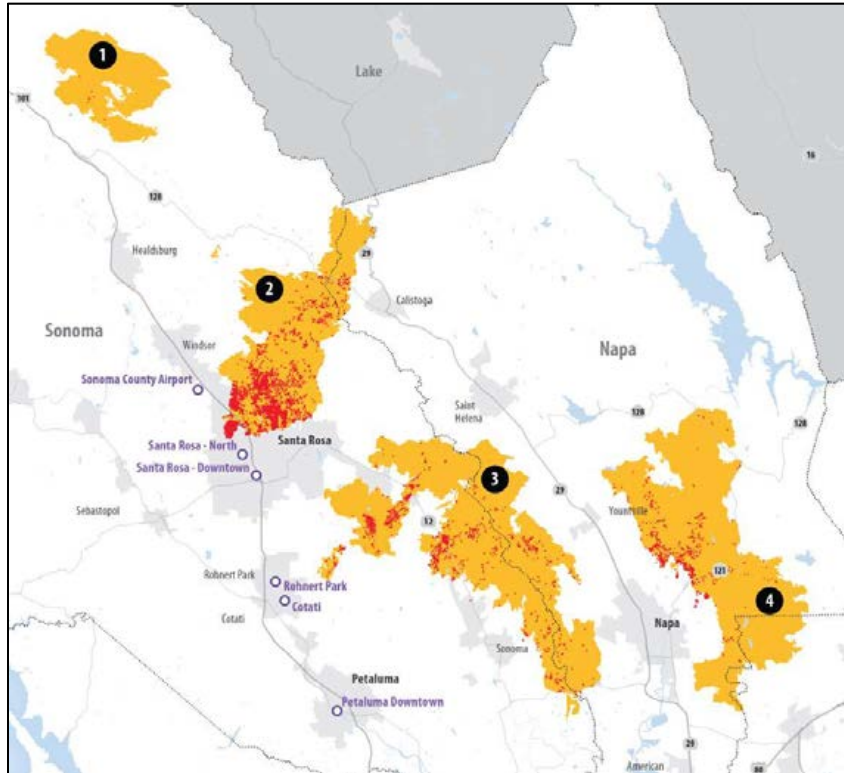 1
Lake
101
16
128
29
Healdsburg
2
Calistoga
Sonoma
Windsor
Napa
Sonoma County Airport
Saint
Helena
128
128
Santa Rosa - North
Santa Rosa
Santa Rosa - Downtown
3
29
Sebastopol
12
Yountville
Rohnert Park
121
Rohnert Park
4
Cotati
Cotati
Napa
Sonoma
Petaluma
Petaluma Downtown
29
American
80